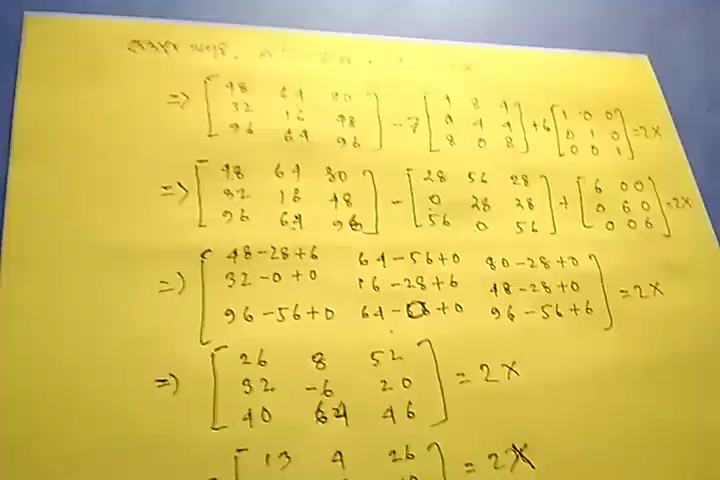 => [48 64 80
32 16 48
96 64 96] - 7 [4 8 4
0 4 4
8 0 8] + 6 [1 0 0
0 1 0
0 0 1] = 2X
=> [48 64 80
32 16 48
96 64 96] - [28 56 28
0 28 28
56 0 56] + [6 0 0
0 6 0
0 0 6] = 2X
=> [48-28+6 64-56+0 80-28+0
32-0+0 16-28+6 48-28+0
96-56+0 64-0+0 96-56+6] = 2X
=> [26 8 52
32 -6 20
40 64 46] = 2X
[13 4 26] = 2X